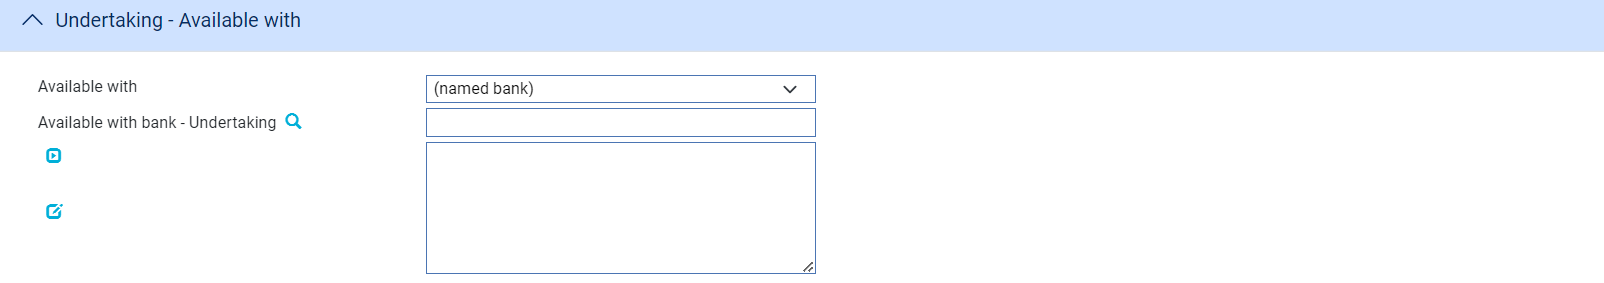 Undertaking - Available with
Available with
(named bank)
Available with bank - Undertaking